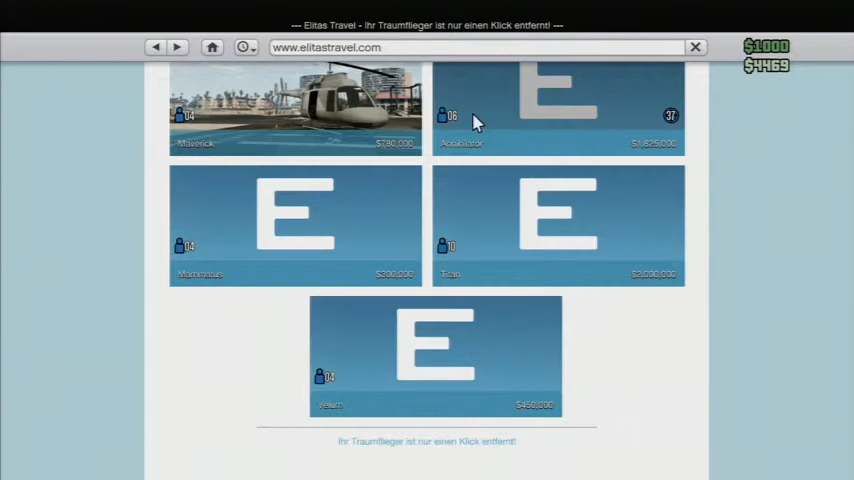 --- Elitas Travel - Ihr Traumflieger ist nur einen Klick entfernt! ---
www.elitastravel.com
$1000
$4469
04
Maverick $780,000
06 37
Annihilator $1,825,000
E
04
Mammatus $300,000
E
10
Titan $2,000,000
E
04
Velum $450,000
E
Ihr Traumflieger ist nur einen Klick entfernt!